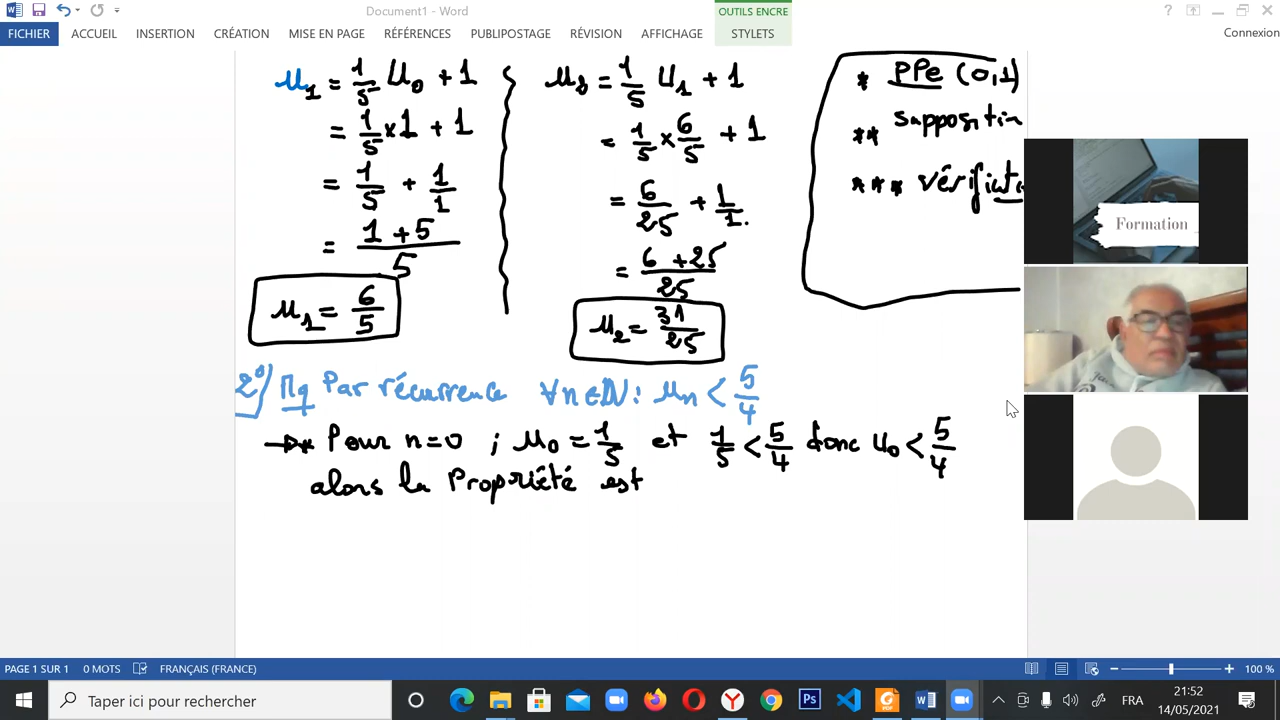 Document1 - Word
OUTILS ENCRE
FICHIER ACCUEIL INSERTION CRÉATION MISE EN PAGE RÉFÉRENCES PUBLIPOSTAGE RÉVISION AFFICHAGE STYLETS Connexion
u₁ = 1/5 U₀ + 1
= 1/5 × 1 + 1
= 1/5 + 1/1
= (1 + 5)/5
u₁ = 6/5
u₂ = 1/5 U₁ + 1
= 1/5 × 6/5 + 1
= 6/25 + 1/1.
= (6 + 25)/25
u₂ = 31/25
* PPe (0,1)
** supposition
*** vérificatio
Formation
2°/ Mq Par récurrence ∀n∈ℕ : un < 5/4
→* Pour n=0 ; u₀ = 1/5 et 1/5 < 5/4 donc u₀ < 5/4
alors la Propriété est
PAGE 1 SUR 1 0 MOTS FRANÇAIS (FRANCE) 100 %
Taper ici pour rechercher
Ps
PDF
FRA
21:52
14/05/2021